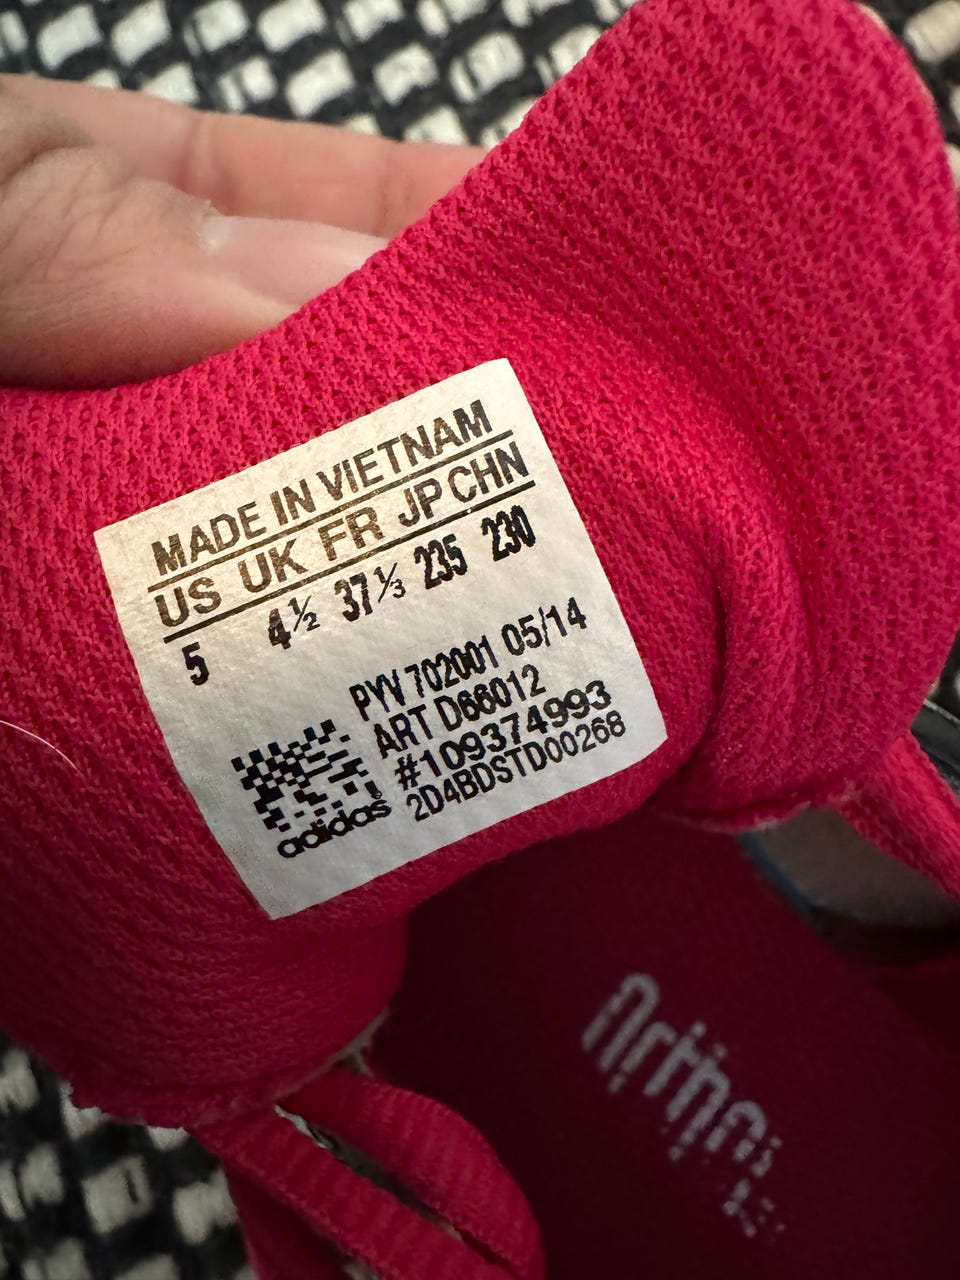 MADE IN VIETNAM
US UK FR JP CHN
5 4½ 37⅓ 235 230
PYV 702001 05/14
ART D66012
#109374993
2D4BDSTD00268
adidas®